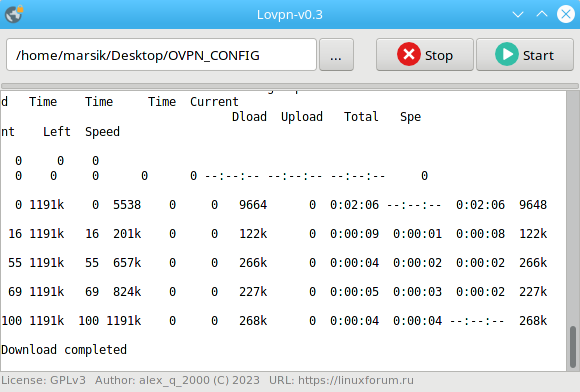 Lovpn-v0.3
/home/marsik/Desktop/OVPN_CONFIG ... Stop Start
d Time Time Time Current
Dload Upload Total Spe
nt Left Speed
0 0 0
0 0 0 0 0 --:--:-- --:--:-- --:--:-- 0
0 1191k 0 5538 0 0 9664 0 0:02:06 --:--:-- 0:02:06 9648
16 1191k 16 201k 0 0 122k 0 0:00:09 0:00:01 0:00:08 122k
55 1191k 55 657k 0 0 266k 0 0:00:04 0:00:02 0:00:02 266k
69 1191k 69 824k 0 0 227k 0 0:00:05 0:00:03 0:00:02 227k
100 1191k 100 1191k 0 0 268k 0 0:00:04 0:00:04 --:--:-- 268k
Download completed
License: GPLv3 Author: alex_q_2000 (C) 2023 URL: https://linuxforum.ru